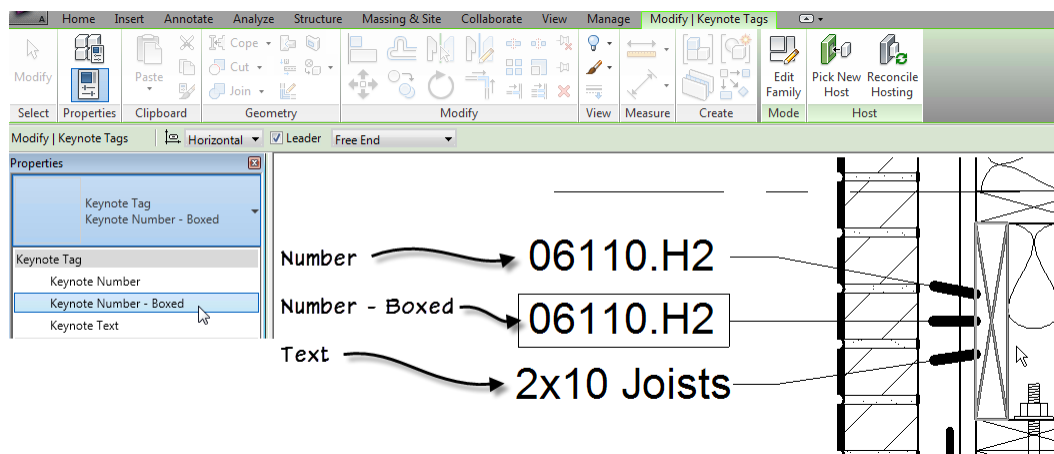 Home Insert Annotate Analyze Structure Massing & Site Collaborate View Manage Modify | Keynote Tags
Modify
Paste
Cope
Cut
Join
Edit Family
Pick New Host
Reconcile Hosting
Select Properties Clipboard Geometry Modify View Measure Create Mode Host
Modify | Keynote Tags Horizontal Leader Free End
Properties
Keynote Tag
Keynote Number - Boxed
Keynote Tag
Keynote Number
Keynote Number - Boxed
Keynote Text
Number 06110.H2
Number - Boxed 06110.H2
Text 2x10 Joists